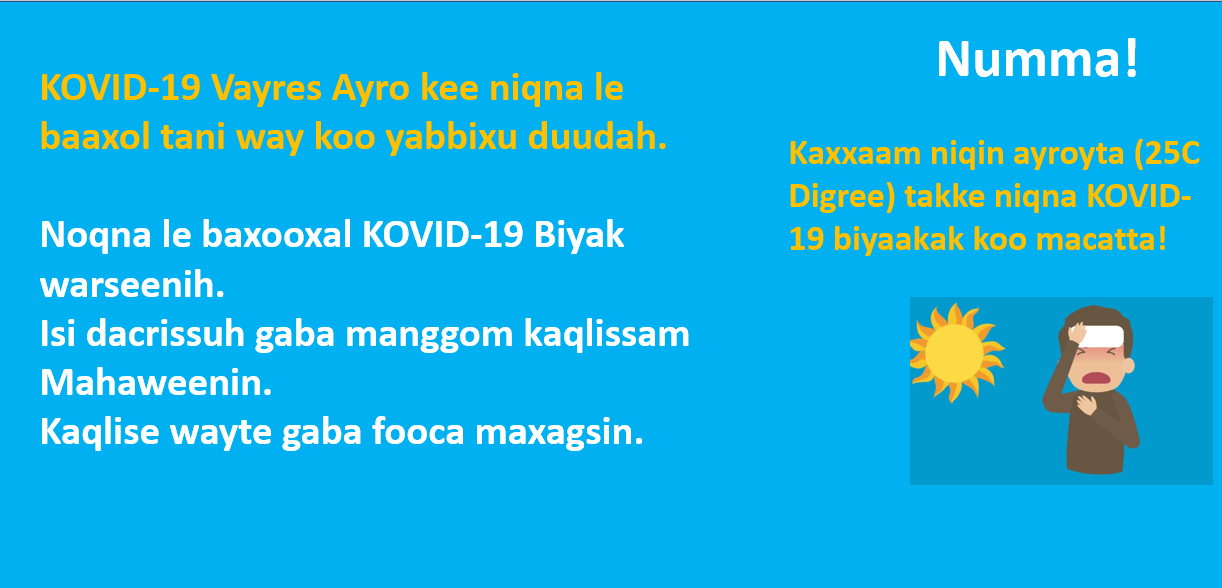 KOVID-19 Vayres Ayro kee niqna le
baaxol tani way koo yabbixu duudah.
Noqna le baxooxal KOVID-19 Biyak
warseenih.
Isi dacrissuh gaba manggom kaqlissam
Mahaweenin.
Kaqlise wayte gaba fooca maxagsin.
Numma!
Kaxxaam niqin ayroyta (25C
Digree) takke niqna KOVID-
19 biyaakak koo macatta!